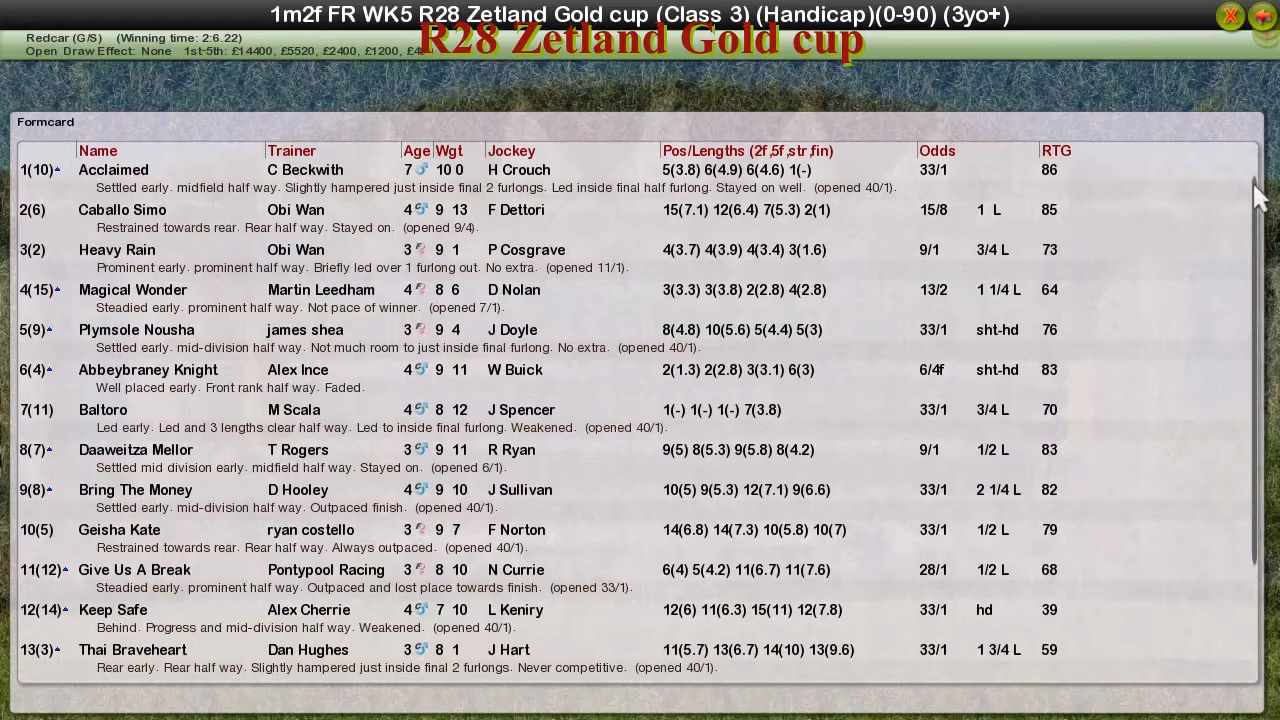 1m2f FR WK5 R28 Zetland Gold cup (Class 3) (Handicap)(0-90) (3yo+)
R28 Zetland Gold cup
Redcar (G/S) (Winning time: 2:6.22)
Open Draw Effect: None 1st-5th: £14400, £5520, £2400, £1200,
Formcard
Name Trainer Age Wgt Jockey Pos/Lengths (2f,5f,str,fin) Odds RTG
1(10) Acclaimed C Beckwith 7 10 0 H Crouch 5(3.8) 6(4.9) 6(4.6) 1(-) 33/1 86
Settled early. midfield half way. Slightly hampered just inside final 2 furlongs. Led inside final half furlong. Stayed on well. (opened 40/1).
2(6) Caballo Simo Obi Wan 4 9 13 F Dettori 15(7.1) 12(6.4) 7(5.3) 2(1) 15/8 1 L 85
Restrained towards rear. Rear half way. Stayed on. (opened 9/4).
3(2) Heavy Rain Obi Wan 3 9 1 P Cosgrave 4(3.7) 4(3.9) 4(3.4) 3(1.6) 9/1 3/4 L 73
Prominent early. prominent half way. Briefly led over 1 furlong out. No extra. (opened 11/1).
4(15) Magical Wonder Martin Leedham 4 8 6 D Nolan 3(3.3) 3(3.8) 2(2.8) 4(2.8) 13/2 1 1/4 L 64
Steadied early. prominent half way. Not pace of winner. (opened 7/1).
5(9) Plymsole Nousha james shea 3 9 4 J Doyle 8(4.8) 10(5.6) 5(4.4) 5(3) 33/1 sht-hd 76
Settled early. mid-division half way. Not much room to just inside final furlong. No extra. (opened 40/1).
6(4) Abbeybraney Knight Alex Ince 4 9 11 W Buick 2(1.3) 2(2.8) 3(3.1) 6(3) 6/4f sht-hd 83
Well placed early. Front rank half way. Faded.
7(11) Baltoro M Scala 4 8 12 J Spencer 1(-) 1(-) 1(-) 7(3.8) 33/1 3/4 L 70
Led early. Led and 3 lengths clear half way. Led to inside final furlong. Weakened. (opened 40/1).
8(7) Daaweitza Mellor T Rogers 3 9 11 R Ryan 9(5) 8(5.3) 9(5.8) 8(4.2) 9/1 1/2 L 83
Settled mid division early. midfield half way. Stayed on. (opened 6/1).
9(8) Bring The Money D Hooley 4 9 10 J Sullivan 10(5) 9(5.3) 12(7.1) 9(6.6) 33/1 2 1/4 L 82
Settled early. mid-division half way. Outpaced finish. (opened 40/1).
10(5) Geisha Kate ryan costello 3 9 7 F Norton 14(6.8) 14(7.3) 10(5.8) 10(7) 33/1 1/2 L 79
Restrained towards rear. Rear half way. Always outpaced. (opened 40/1).
11(12) Give Us A Break Pontypool Racing 3 8 10 N Currie 6(4) 5(4.2) 11(6.7) 11(7.6) 28/1 1/2 L 68
Steadied early. prominent half way. Outpaced and lost place towards finish. (opened 33/1).
12(14) Keep Safe Alex Cherrie 4 7 10 L Keniry 12(6) 11(6.3) 15(11) 12(7.8) 33/1 hd 39
Behind. Progress and mid-division half way. Weakened. (opened 40/1).
13(3) Thai Braveheart Dan Hughes 3 8 1 J Hart 11(5.7) 13(6.7) 14(10) 13(9.6) 33/1 1 3/4 L 59
Rear early. Rear half way. Slightly hampered just inside final 2 furlongs. Never competitive. (opened 40/1).